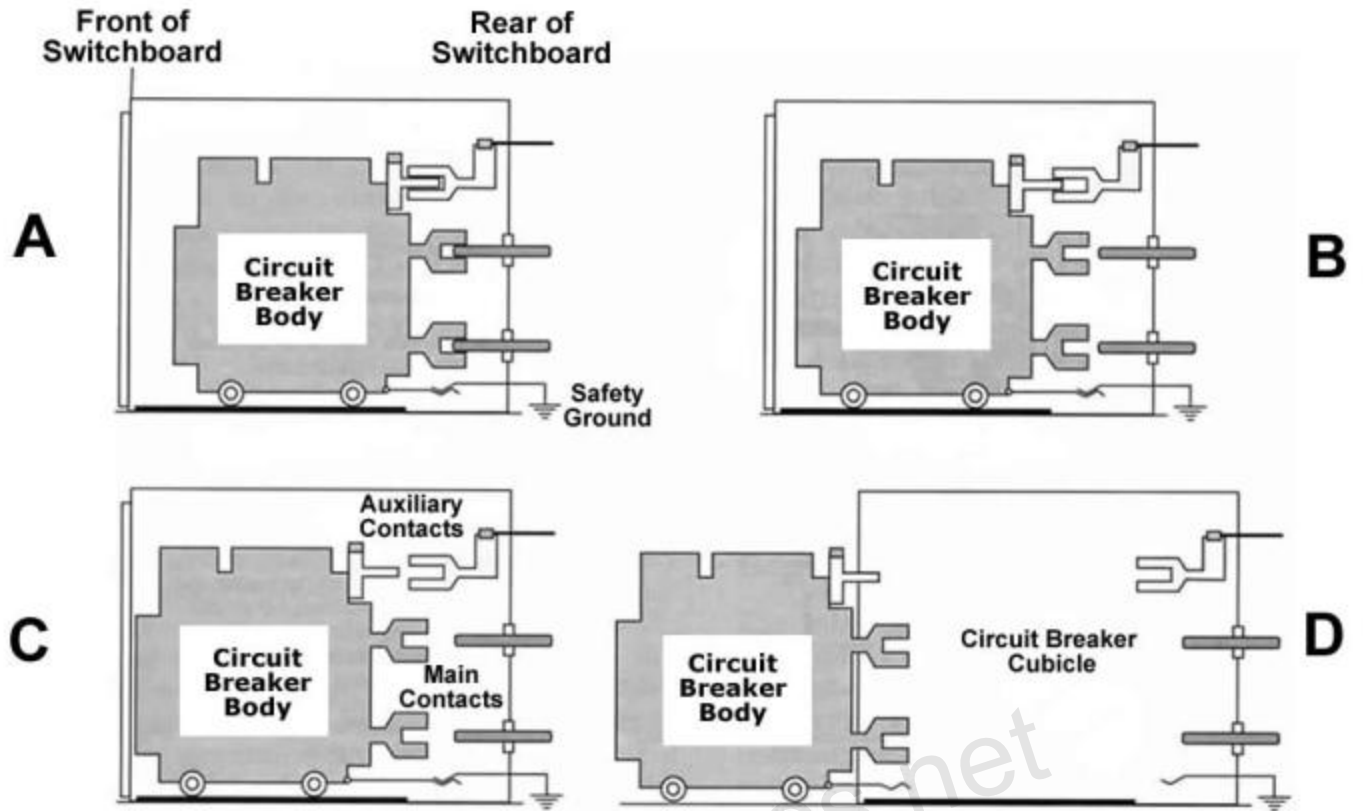 Front of
Switchboard
Rear of
Switchboard
A
Circuit
Breaker
Body
Safety
Ground
Circuit
Breaker
Body
B
C
Auxiliary
Contacts
Circuit
Breaker
Body
Main
Contacts
Circuit
Breaker
Body
Circuit Breaker
Cubicle
D